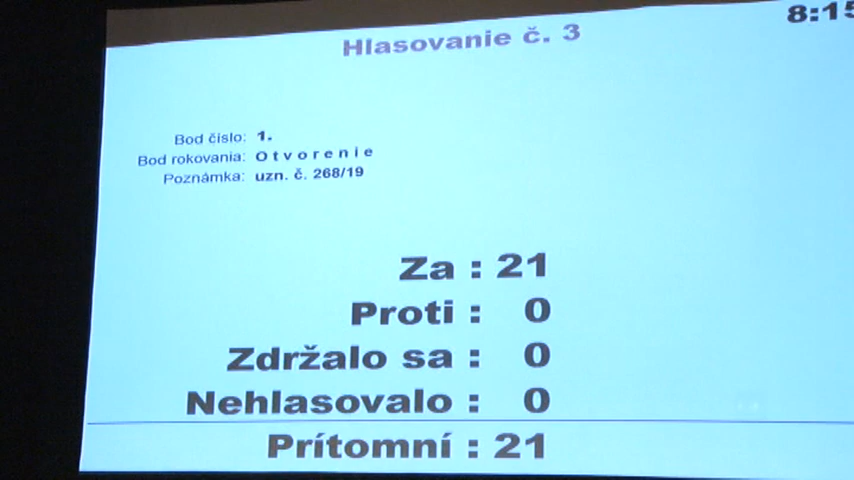 8:15
Hlasovanie č. 3
Bod číslo: 1.
Bod rokovania: Otvorenie
Poznámka: uzn. č. 268/19
Za : 21
Proti : 0
Zdržalo sa : 0
Nehlasovalo : 0
Prítomní : 21